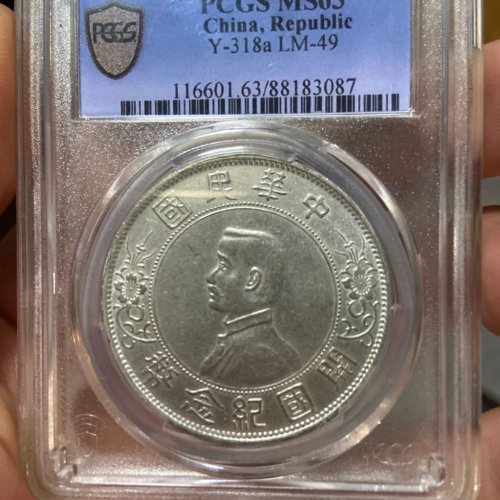 PCGS MS63
China, Republic
Y-318a LM-49
116601.63/88183087
PCGS
中華民國
開國紀念幣